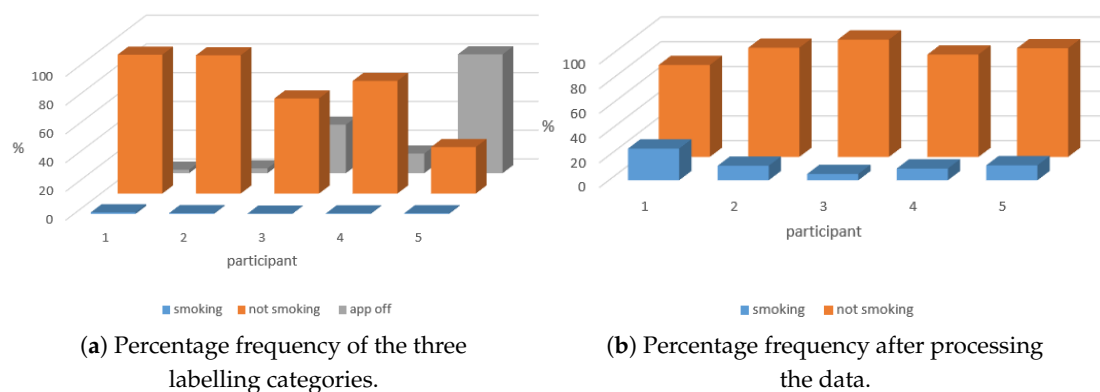 100
80
60
40
20
0
%
1 2 3 4 5
participant
smoking not smoking app off
(a) Percentage frequency of the three
labelling categories.
100
80
60
40
20
0
%
1 2 3 4 5
participant
smoking not smoking
(b) Percentage frequency after processing
the data.